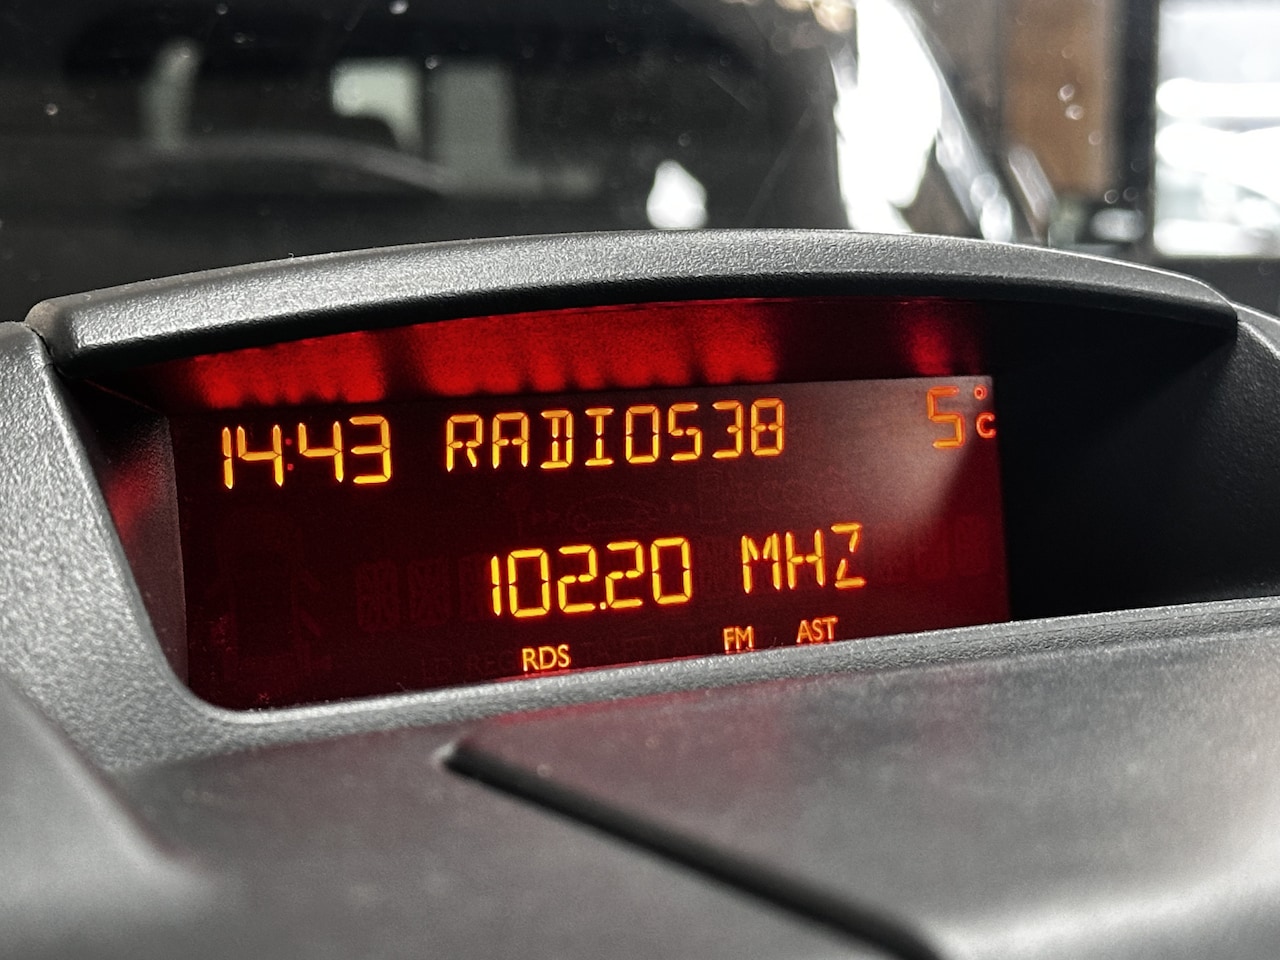 14:43 RADIO538 5°C
102.20 MHZ
RDS FM AST